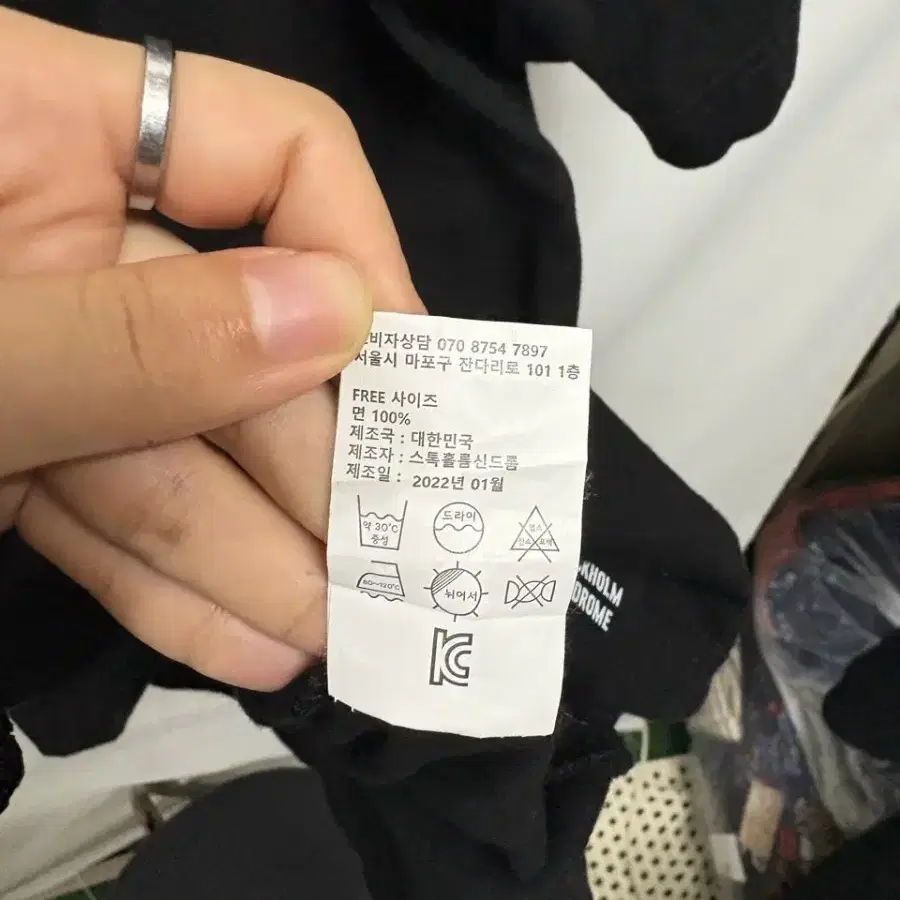 비자상담 070 8754 7897
서울시 마포구 잔다리로 101 1층
FREE 사이즈
면 100%
제조국 : 대한민국
제조자 : 스톡홀롬신드롬
제조일 : 2022년 01월
약 30℃
중성
드라이
염소
산소 표백
80~120℃
뉘어서
KC
KHOLM
DROME